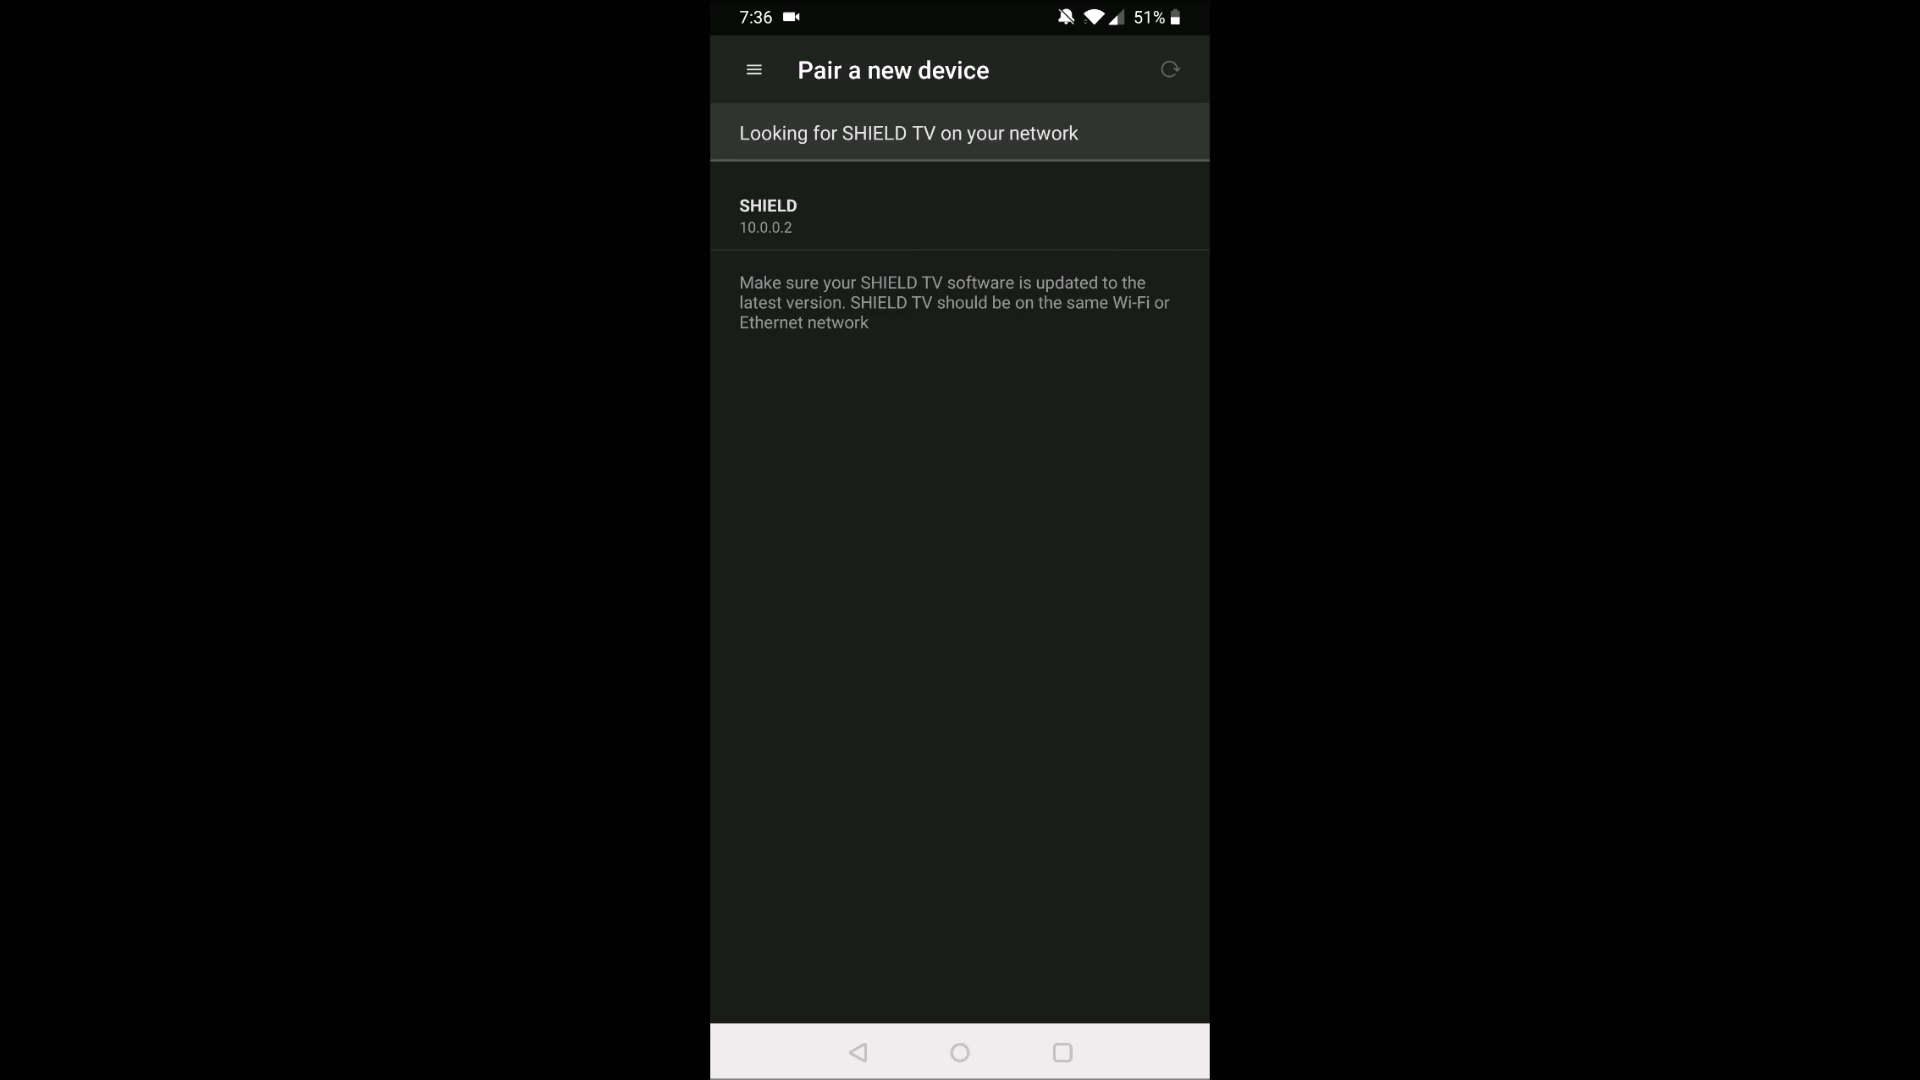 7:36 51%
Pair a new device
Looking for SHIELD TV on your network
SHIELD
10.0.0.2
Make sure your SHIELD TV software is updated to the
latest version. SHIELD TV should be on the same Wi-Fi or
Ethernet network